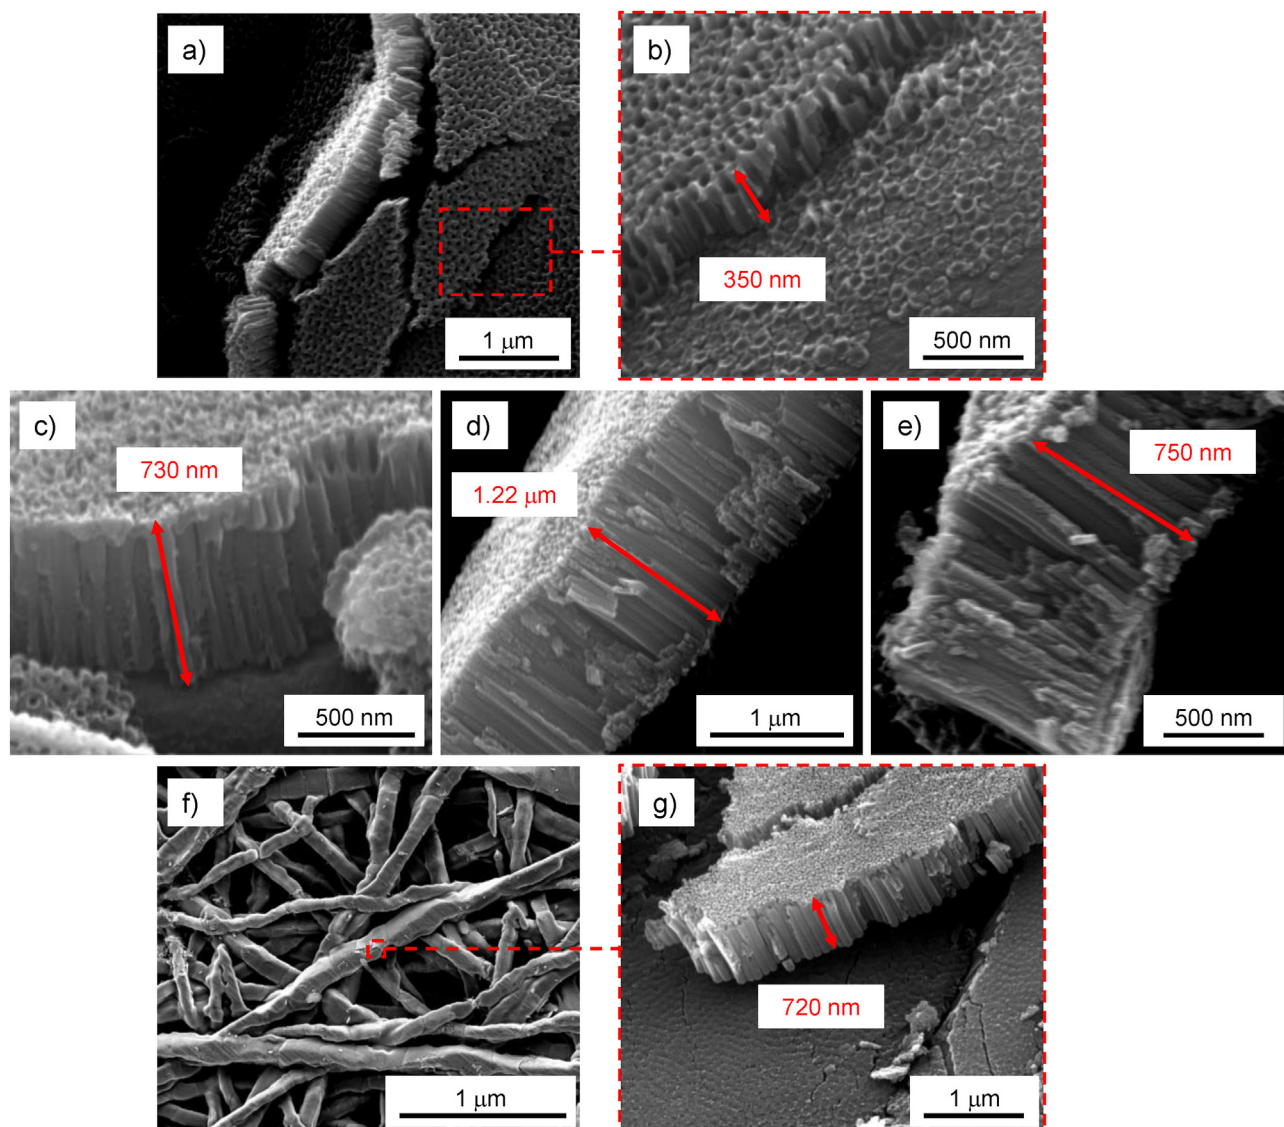 a)
1 μm
b)
350 nm
500 nm
c)
730 nm
500 nm
d)
1.22 μm
1 μm
e)
750 nm
500 nm
f)
1 μm
g)
720 nm
1 μm